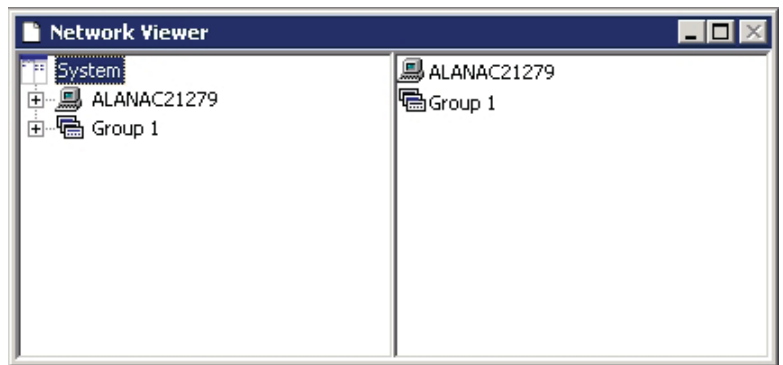 Network Viewer
System
ALANAC21279
Group 1
ALANAC21279
Group 1